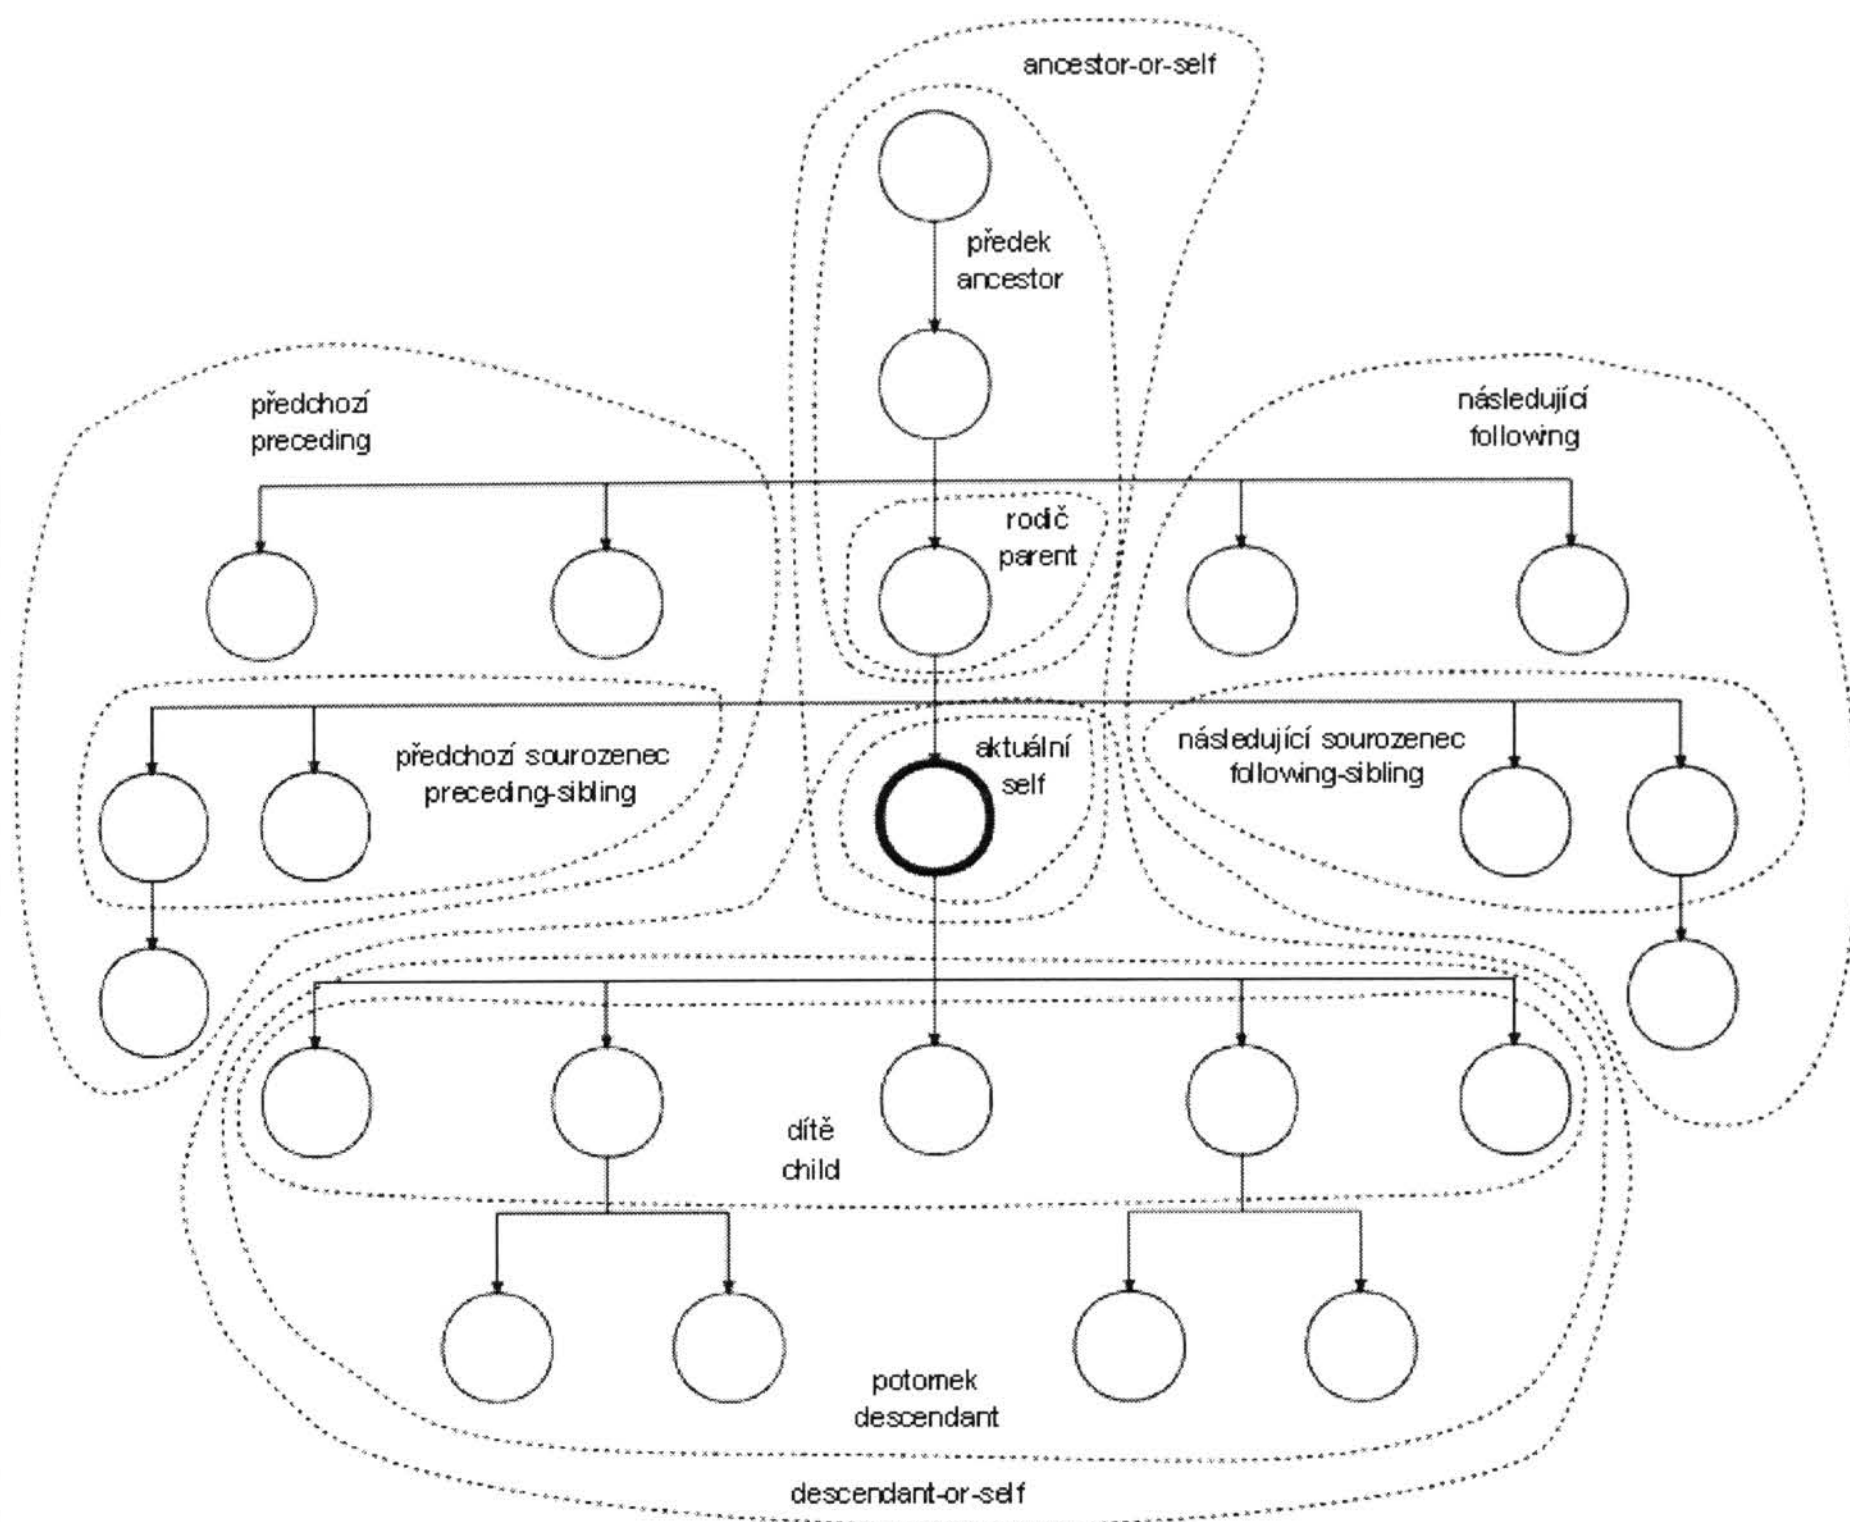 ancestor-or-self
předek
ancestor
předchozí
preceding
následující
following
rodič
parent
předchozí sourozenec
preceding-sibling
aktuální
self
následující sourozenec
following-sibling
dítě
child
potomek
descendant
descendant-or-self